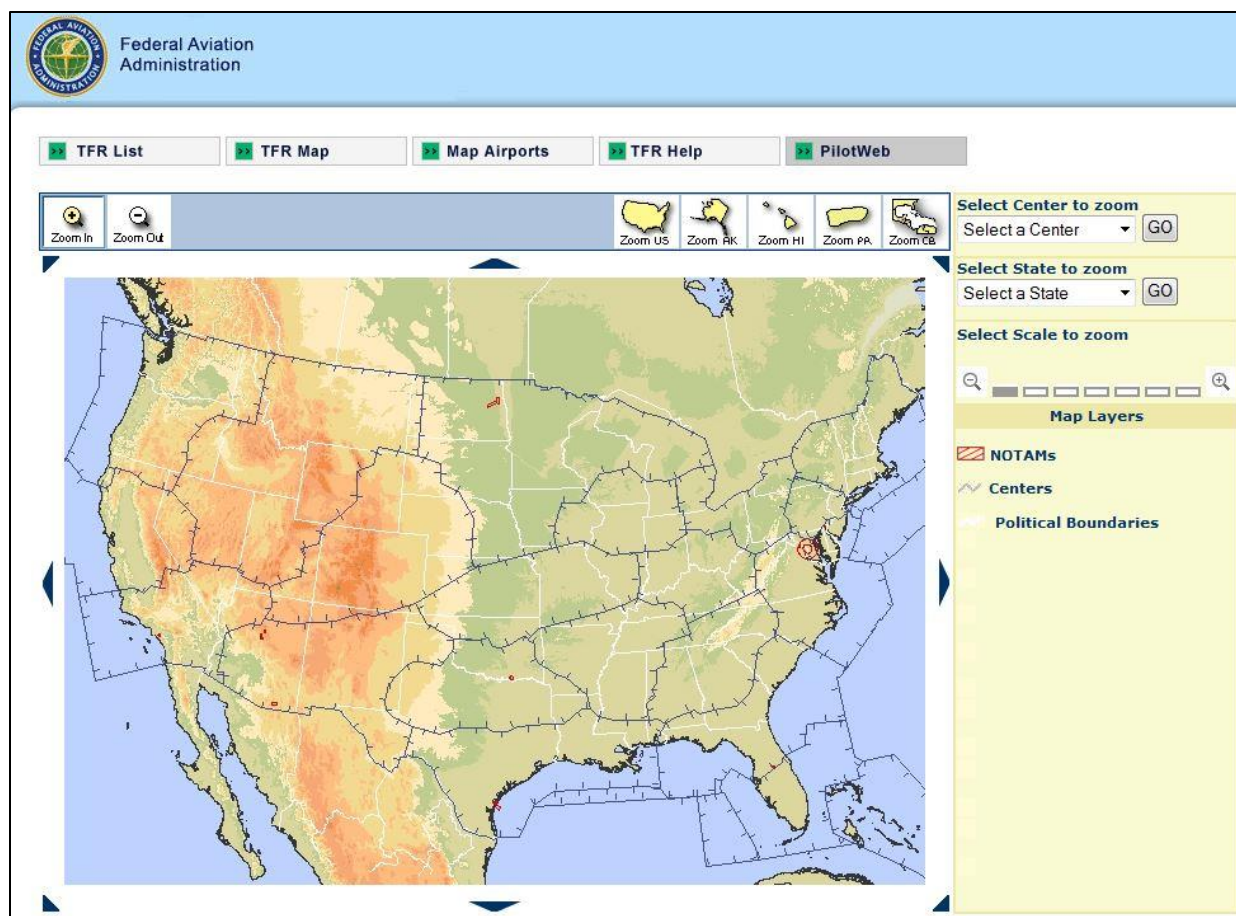 FEDERAL AVIATION
ADMINISTRATION
Federal Aviation
Administration
>> TFR List
>> TFR Map
>> Map Airports
>> TFR Help
>> PilotWeb
Zoom In
Zoom Out
Zoom US
Zoom AK
Zoom HI
Zoom PR
Zoom CB
Select Center to zoom
Select a Center
GO
Select State to zoom
Select a State
GO
Select Scale to zoom
Map Layers
NOTAMs
Centers
Political Boundaries